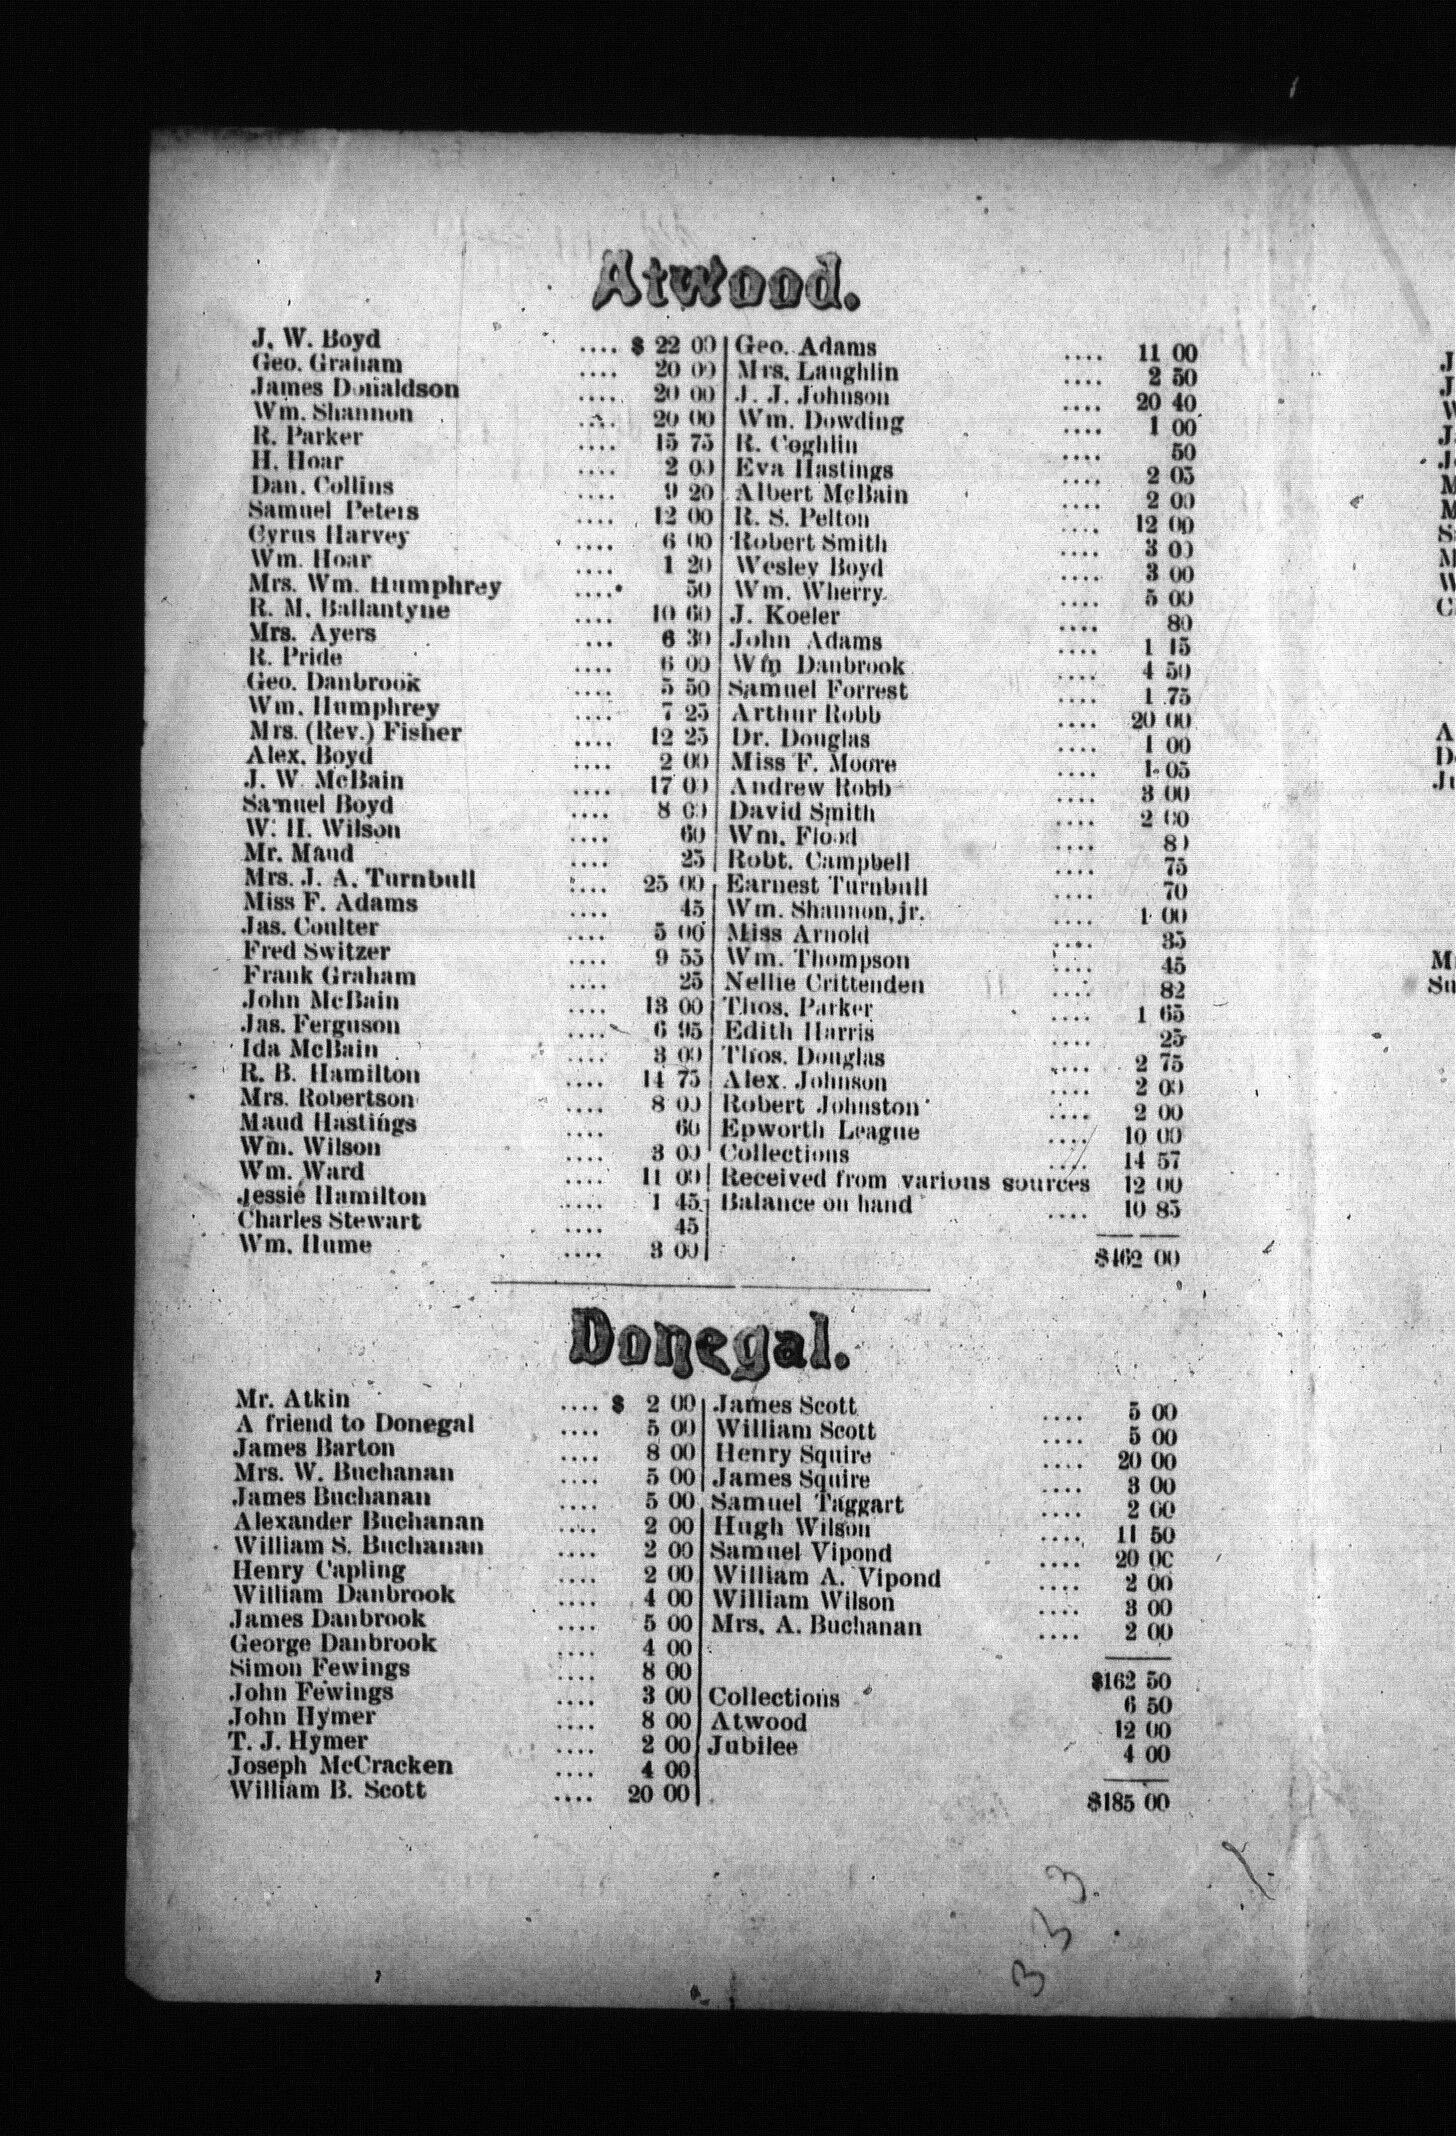 Atwood.
J. W. Boyd .... $ 22 00
Geo. Graham .... 20 00
James Donaldson .... 20 00
Wm. Shannon .... 20 00
R. Parker .... 15 75
H. Hoar .... 2 00
Dan. Collins .... 9 20
Samuel Peters .... 12 00
Cyrus Harvey .... 6 00
Wm. Hoar .... 1 20
Mrs. Wm. Humphrey .... 50
R. M. Ballantyne .... 10 60
Mrs. Ayers ... 6 30
R. Pride .... 6 00
Geo. Danbrook .... 5 50
Wm. Humphrey .... 7 25
Mrs. (Rev.) Fisher .... 12 25
Alex. Boyd .... 2 00
J. W. McBain .... 17 00
Samuel Boyd .... 8 00
W. H. Wilson .... 60
Mr. Maud .... 25
Mrs. J. A. Turnbull .... 25 00
Miss F. Adams .... 45
Jas. Coulter .... 5 00
Fred Switzer .... 9 55
Frank Graham .... 25
John McBain .... 13 00
Jas. Ferguson .... 6 95
Ida McBain .... 3 00
R. B. Hamilton .... 14 75
Mrs. Robertson .... 8 00
Maud Hastings .... 60
Wm. Wilson .... 3 00
Wm. Ward .... 11 00
Jessie Hamilton .... 1 45
Charles Stewart .... 45
Wm. Hume .... 3 00
Geo. Adams .... 11 00
Mrs. Laughlin .... 2 50
J. J. Johnson .... 20 40
Wm. Dowding .... 1 00
R. Coghlin .... 50
Eva Hastings .... 2 05
Albert McBain .... 2 00
R. S. Pelton .... 12 00
Robert Smith .... 3 00
Wesley Boyd .... 3 00
Wm. Wherry. .... 5 00
J. Koeler .... 80
John Adams .... 1 15
Wm Danbrook .... 4 50
Samuel Forrest .... 1 75
Arthur Robb .... 20 00
Dr. Douglas .... 1 00
Miss F. Moore .... 1 05
Andrew Robb .... 3 00
David Smith .... 2 00
Wm. Flood .... 80
Robt. Campbell .... 75
Earnest Turnbull .... 70
Wm. Shannon, jr. .... 1 00
Miss Arnold .... 35
Wm. Thompson .... 45
Nellie Crittenden .... 82
Thos. Parker .... 1 65
Edith Harris .... 25
Thos. Douglas .... 2 75
Alex. Johnson .... 2 00
Robert Johnston .... 2 00
Epworth League .... 10 00
Collections .... 14 57
Received from various sources 12 00
Balance on hand .... 10 85
$462 00
Donegal.
Mr. Atkin .... $ 2 00
A friend to Donegal .... 5 00
James Barton .... 8 00
Mrs. W. Buchanan .... 5 00
James Buchanan .... 5 00
Alexander Buchanan .... 2 00
William S. Buchanan .... 2 00
Henry Capling .... 2 00
William Danbrook .... 4 00
James Danbrook .... 5 00
George Danbrook .... 4 00
Simon Fewings .... 8 00
John Fewings .... 3 00
John Hymer .... 8 00
T. J. Hymer .... 2 00
Joseph McCracken .... 4 00
William B. Scott .... 20 00
James Scott .... 5 00
William Scott .... 5 00
Henry Squire .... 20 00
James Squire .... 3 00
Samuel Taggart .... 2 00
Hugh Wilson .... 11 50
Samuel Vipond .... 20 00
William A. Vipond .... 2 00
William Wilson .... 3 00
Mrs. A. Buchanan .... 2 00
$162 50
Collections 6 50
Atwood 12 00
Jubilee 4 00
$185 00
333